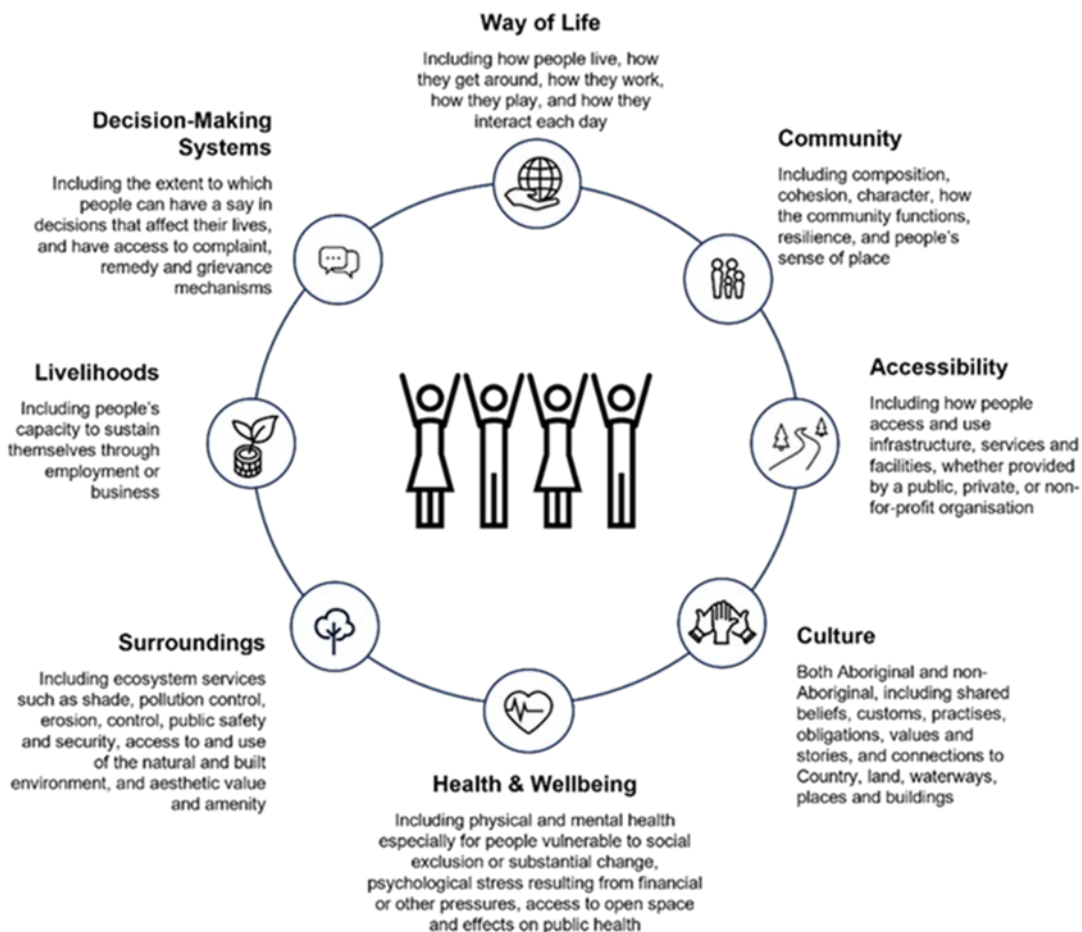 Way of Life
Including how people live, how
they get around, how they work,
how they play, and how they
interact each day
Community
Including composition,
cohesion, character, how
the community functions,
resilience, and people's
sense of place
Accessibility
Including how people
access and use
infrastructure, services and
facilities, whether provided
by a public, private, or non-
for-profit organisation
Culture
Both Aboriginal and non-
Aboriginal, including shared
beliefs, customs, practises,
obligations, values and
stories, and connections to
Country, land, waterways,
places and buildings
Health & Wellbeing
Including physical and mental health
especially for people vulnerable to social
exclusion or substantial change,
psychological stress resulting from financial
or other pressures, access to open space
and effects on public health
Surroundings
Including ecosystem services
such as shade, pollution control,
erosion, control, public safety
and security, access to and use
of the natural and built
environment, and aesthetic value
and amenity
Livelihoods
Including people's
capacity to sustain
themselves through
employment or
business
Decision-Making
Systems
Including the extent to which
people can have a say in
decisions that affect their lives,
and have access to complaint,
remedy and grievance
mechanisms